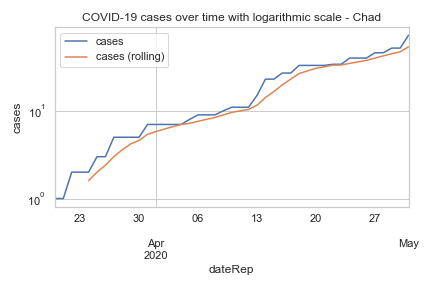 COVID-19 cases over time with logarithmic scale - Chad
cases
cases (rolling)
cases
10¹
10⁰
23 30 06 13 20 27
Apr May
2020
dateRep